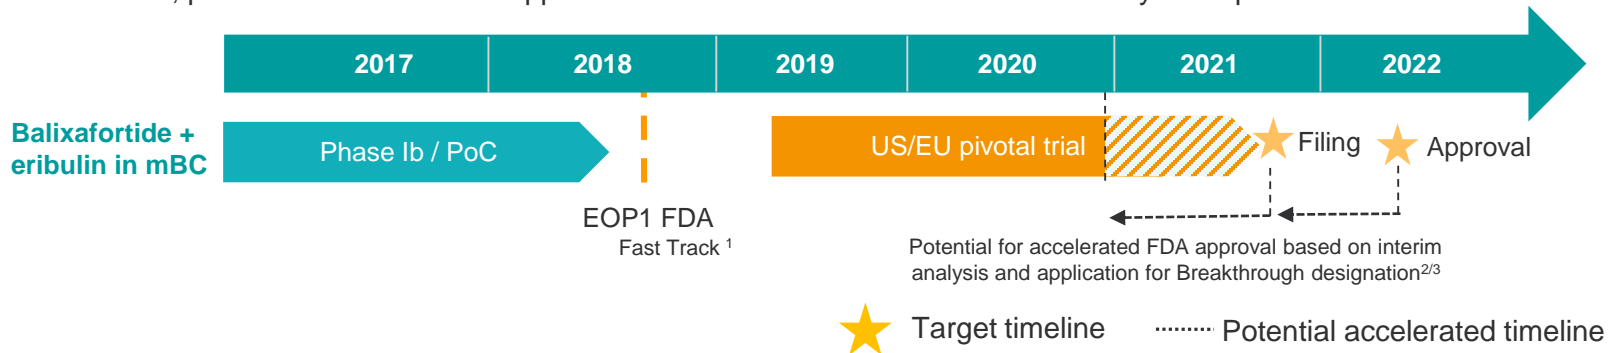 2017 2018 2019 2020 2021 2022
Balixafortide +
eribulin in mBC
Phase Ib / PoC
US/EU pivotal trial
Filing
Approval
EOP1 FDA
Fast Track 1
Potential for accelerated FDA approval based on interim
analysis and application for Breakthrough designation2/3
Target timeline
Potential accelerated timeline